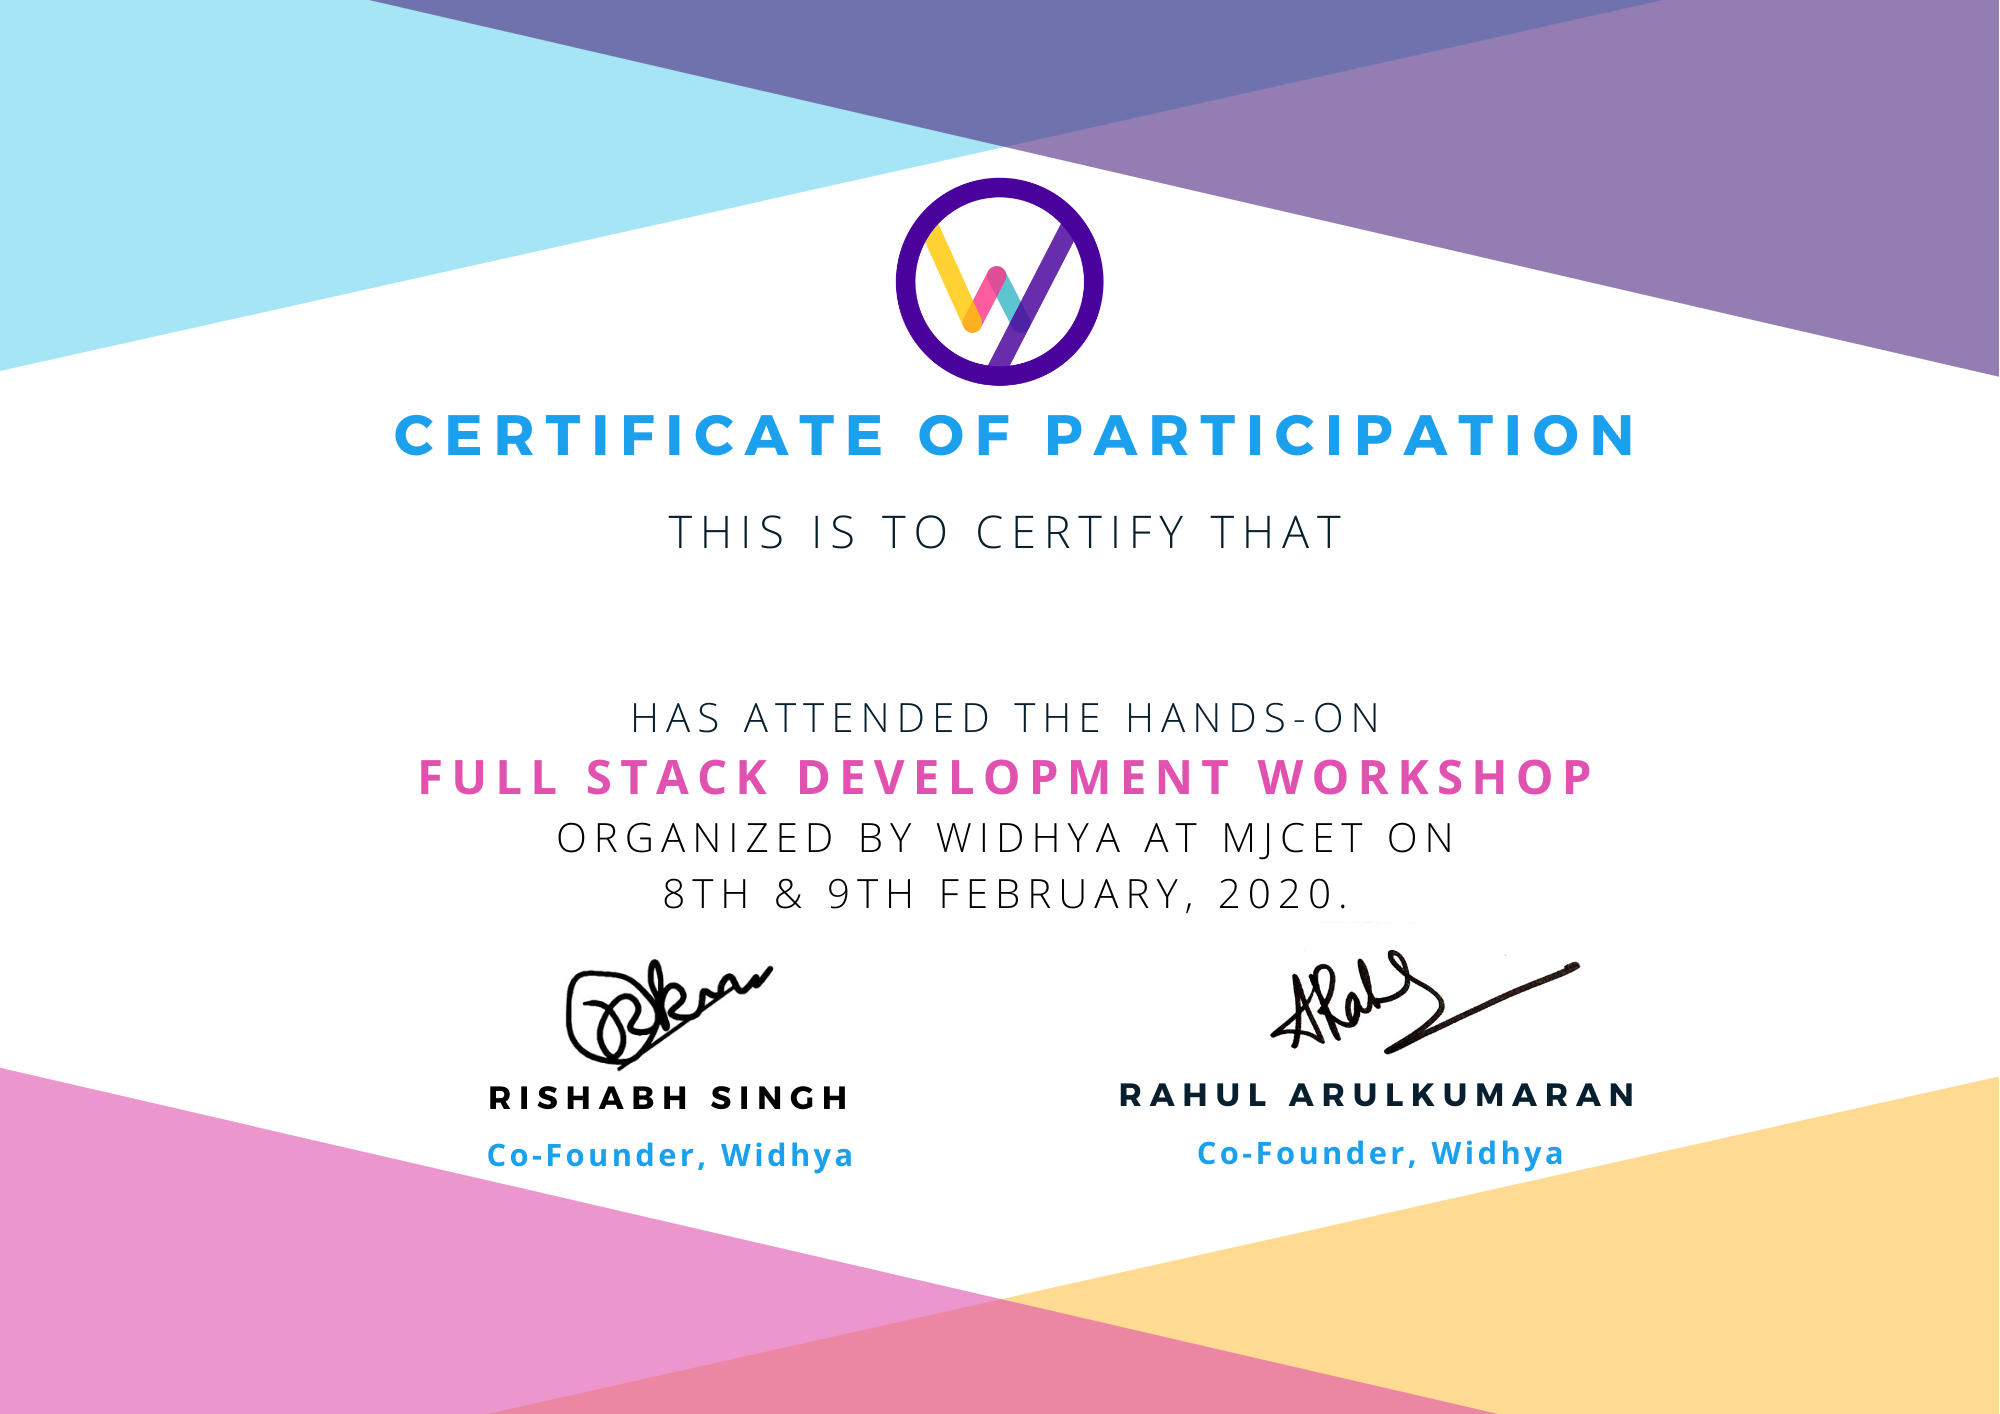 CERTIFICATE OF PARTICIPATION
THIS IS TO CERTIFY THAT
HAS ATTENDED THE HANDS-ON
FULL STACK DEVELOPMENT WORKSHOP
ORGANIZED BY WIDHYA AT MJCET ON
8TH & 9TH FEBRUARY, 2020.
RISHABH SINGH
RAHUL ARULKUMARAN
Co-Founder, Widhya
Co-Founder, Widhya